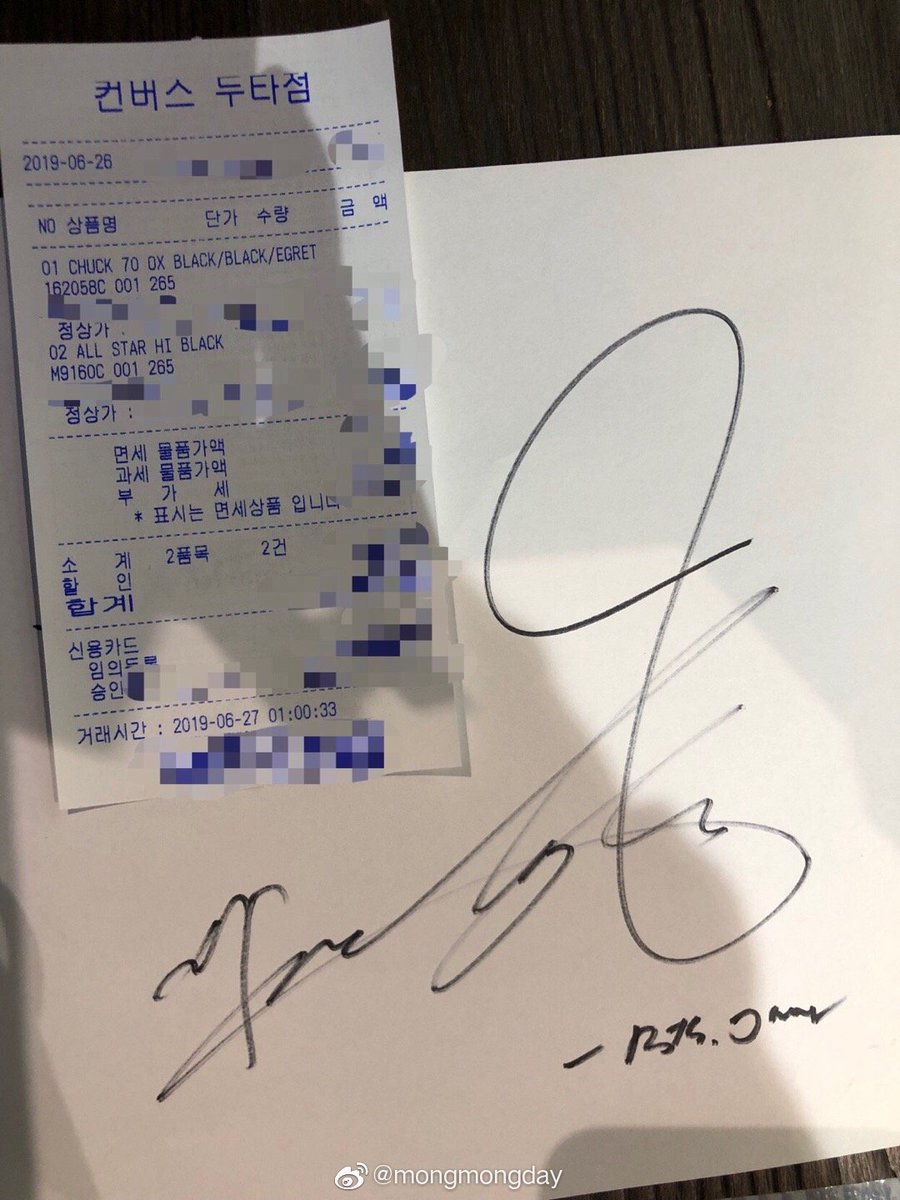 컨버스 두타점
2019-06-26
NO 상품명 단가 수량 금 액
01 CHUCK 70 OX BLACK/BLACK/EGRET
162058C 001 265
정상가 :
02 ALL STAR HI BLACK
M9160C 001 265
정상가 :
면세 물품가액
과세 물품가액
부 가 세
* 표시는 면세상품 입니다
소 계 2품목 2건
할 인
합계
신용카드
임의등록
승인
거래시간 : 2019-06-27 01:00:33
@mongmongday